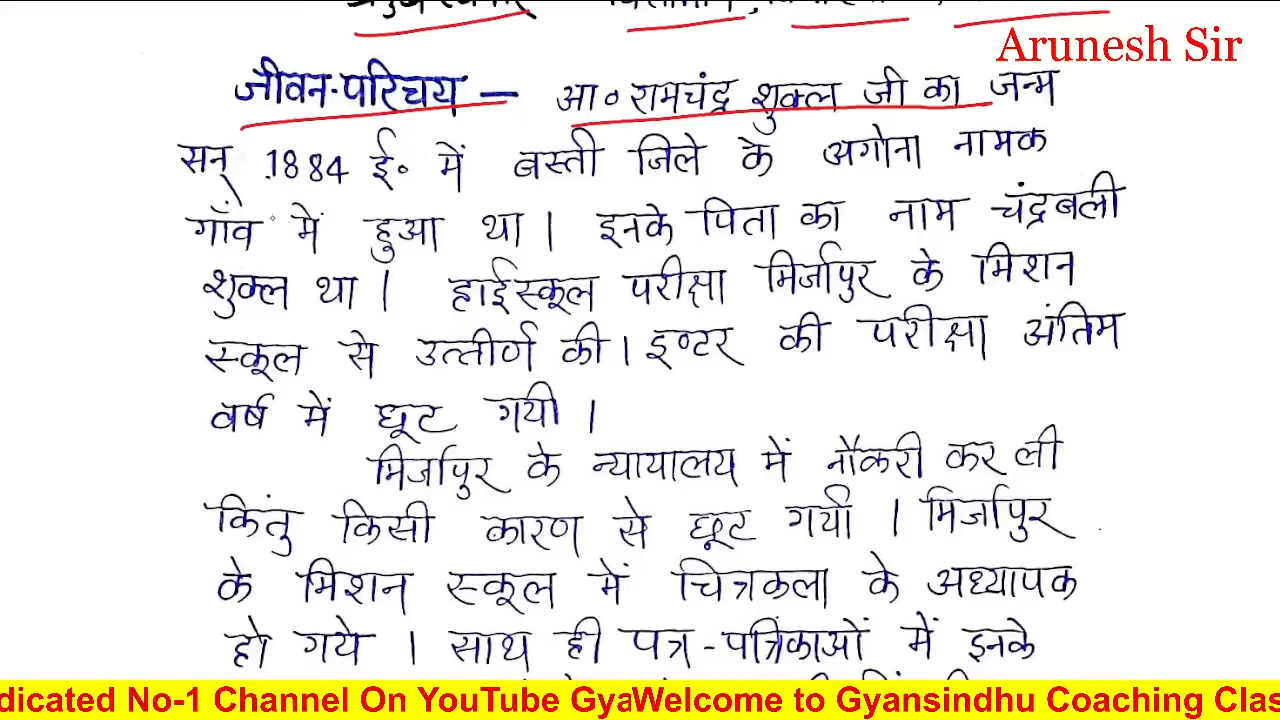 Arunesh Sir
जीवन-परिचय – आ० रामचंद्र शुक्ल जी का जन्म
सन् 1884 ई० में बस्ती जिले के अगोना नामक
गाँव में हुआ था । इनके पिता का नाम चंद्रबली
शुक्ल था । हाईस्कूल परीक्षा मिर्जापुर के मिशन
स्कूल से उत्तीर्ण की । इण्टर की परीक्षा अंतिम
वर्ष में छूट गयी ।
मिर्जापुर के न्यायालय में नौकरी कर ली
किंतु किसी कारण से छूट गयी । मिर्जापुर
के मिशन स्कूल में चित्रकला के अध्यापक
हो गये । साथ ही पत्र-पत्रिकाओं में इनके
dicated No-1 Channel On YouTube GyaWelcome to Gyansindhu Coaching Clas